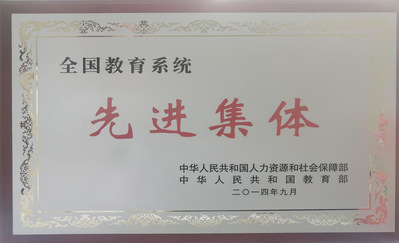 全国教育系统
先进集体
中华人民共和国人力资源和社会保障部
中华人民共和国教育部
二〇一四年九月